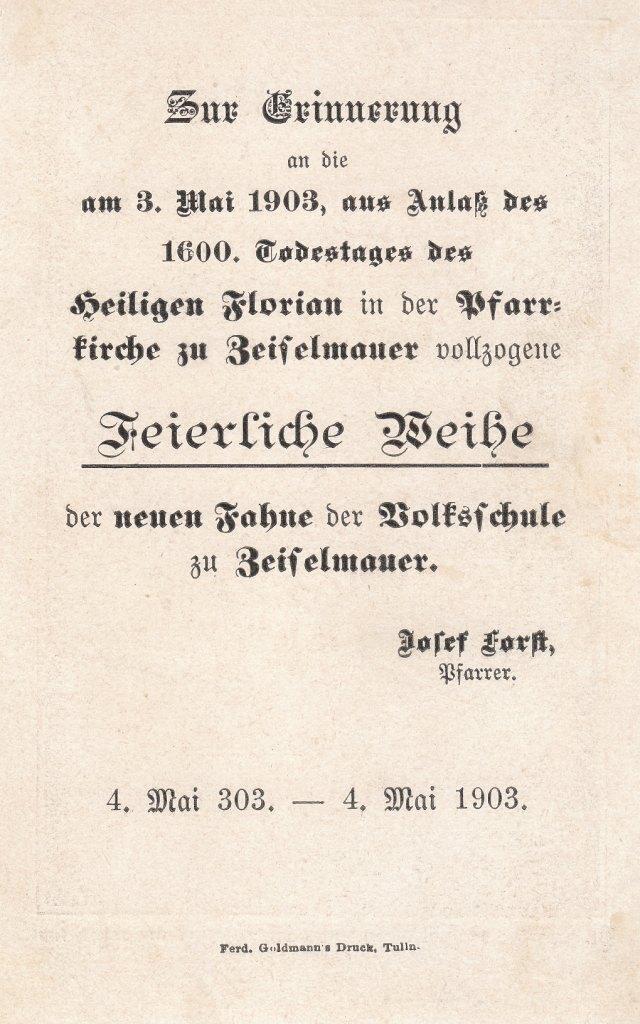 Zur Erinnerung
an die
am 3. Mai 1903, aus Anlaß des
1600. Todestages des
Heiligen Florian in der Pfarr-
kirche zu Zeiselmauer vollzogene
Feierliche Weihe
der neuen Fahne der Volksschule
zu Zeiselmauer.
Josef Forst,
Pfarrer.
4. Mai 303. — 4. Mai 1903.
Ferd. Goldmann's Druck, Tulln.